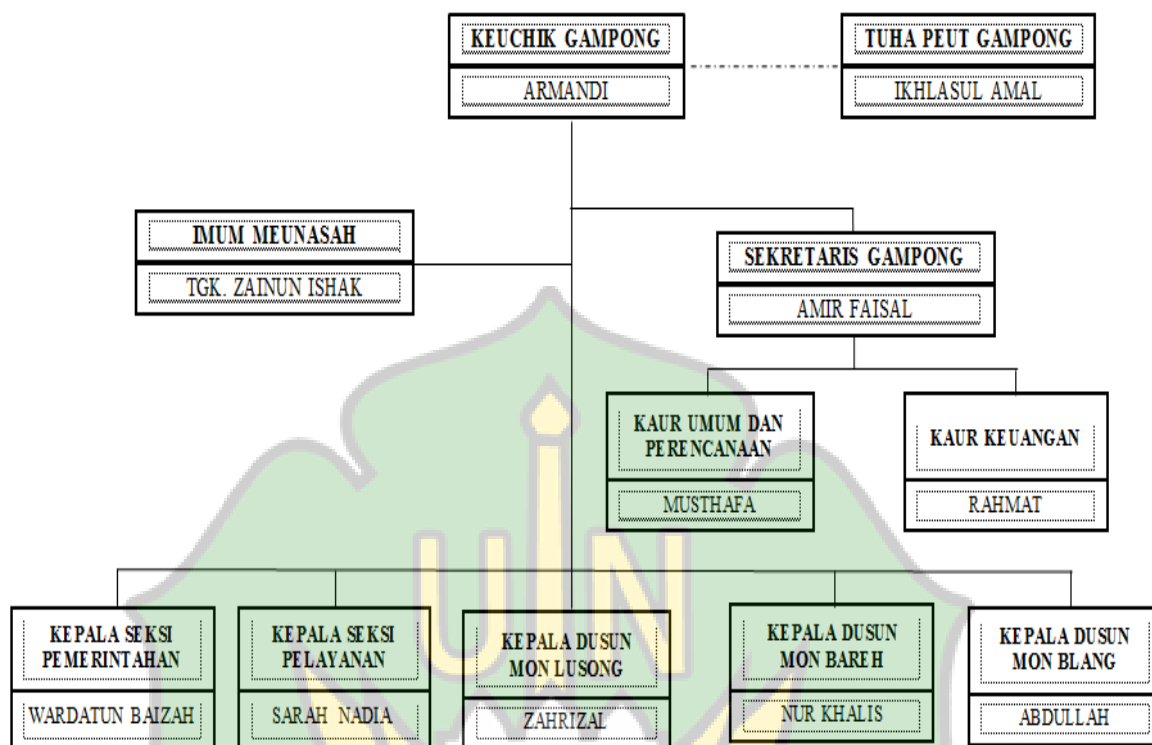 KEUCHIK GAMPONG
ARMANDI
TUHA PEUT GAMPONG
IKHLASUL AMAL
IMUM MEUNASAH
TGK. ZAINUN ISHAK
SEKRETARIS GAMPONG
AMIR FAISAL
KAUR UMUM DAN
PERENCANAAN
MUSTHAFA
KAUR KEUANGAN
RAHMAT
UIN
KEPALA SEKSI
PEMERINTAHAN
WARDATUN BAIZAH
KEPALA SEKSI
PELAYANAN
SARAH NADIA
KEPALA DUSUN
MON LUSONG
ZAHRIZAL
KEPALA DUSUN
MON BAREH
NUR KHALIS
KEPALA DUSUN
MON BLANG
ABDULLAH